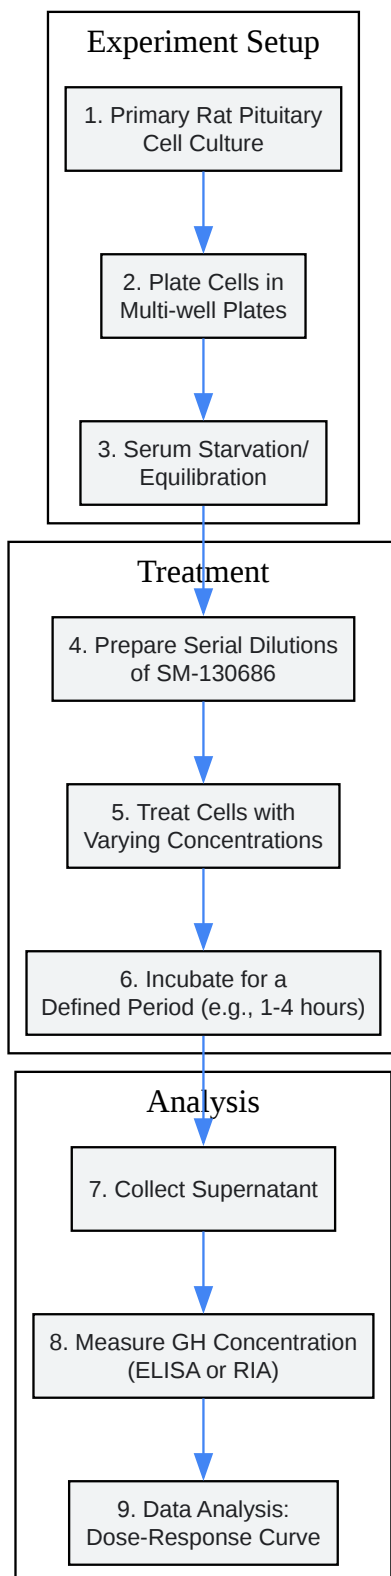 Experiment Setup
1. Primary Rat Pituitary
Cell Culture
2. Plate Cells in
Multi-well Plates
3. Serum Starvation/
Equilibration
Treatment
4. Prepare Serial Dilutions
of SM-130686
5. Treat Cells with
Varying Concentrations
6. Incubate for a
Defined Period (e.g., 1-4 hours)
Analysis
7. Collect Supernatant
8. Measure GH Concentration
(ELISA or RIA)
9. Data Analysis:
Dose-Response Curve